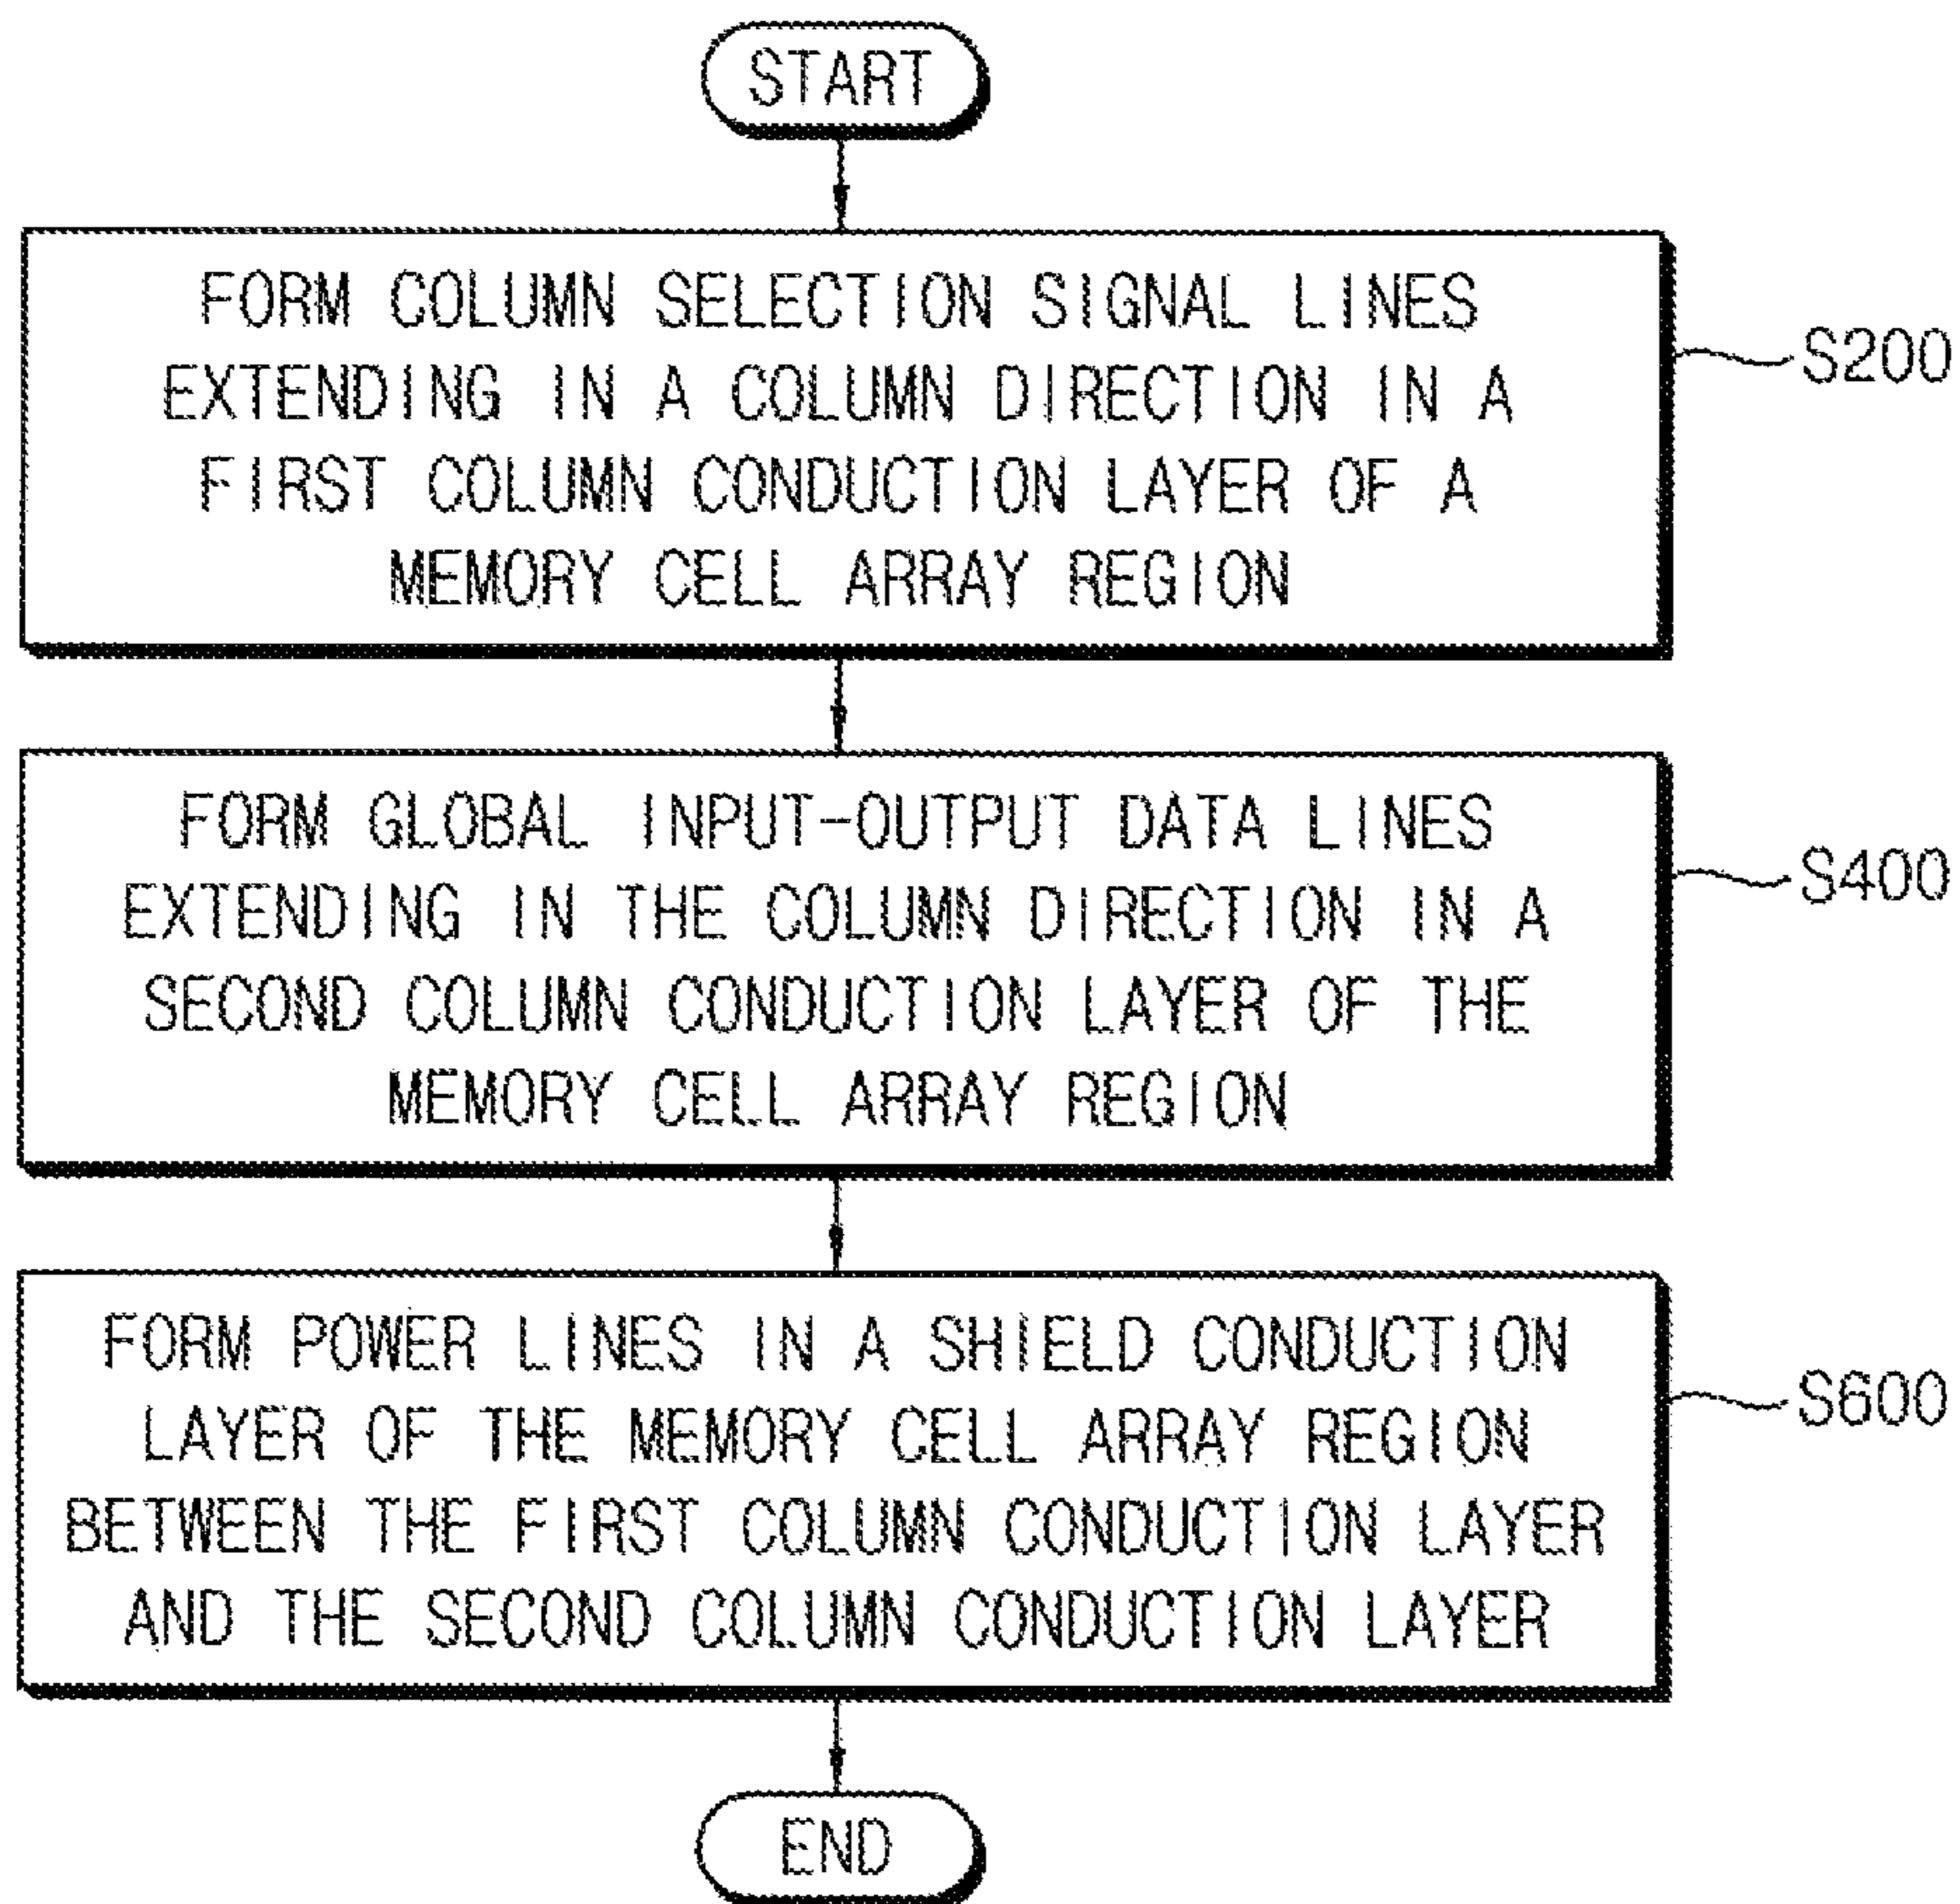 START
FORM COLUMN SELECTION SIGNAL LINES
EXTENDING IN A COLUMN DIRECTION IN A
FIRST COLUMN CONDUCTION LAYER OF A
MEMORY CELL ARRAY REGION
S200
FORM GLOBAL INPUT-OUTPUT DATA LINES
EXTENDING IN THE COLUMN DIRECTION IN A
SECOND COLUMN CONDUCTION LAYER OF THE
MEMORY CELL ARRAY REGION
S400
FORM POWER LINES IN A SHIELD CONDUCTION
LAYER OF THE MEMORY CELL ARRAY REGION
BETWEEN THE FIRST COLUMN CONDUCTION LAYER
AND THE SECOND COLUMN CONDUCTION LAYER
S600
END